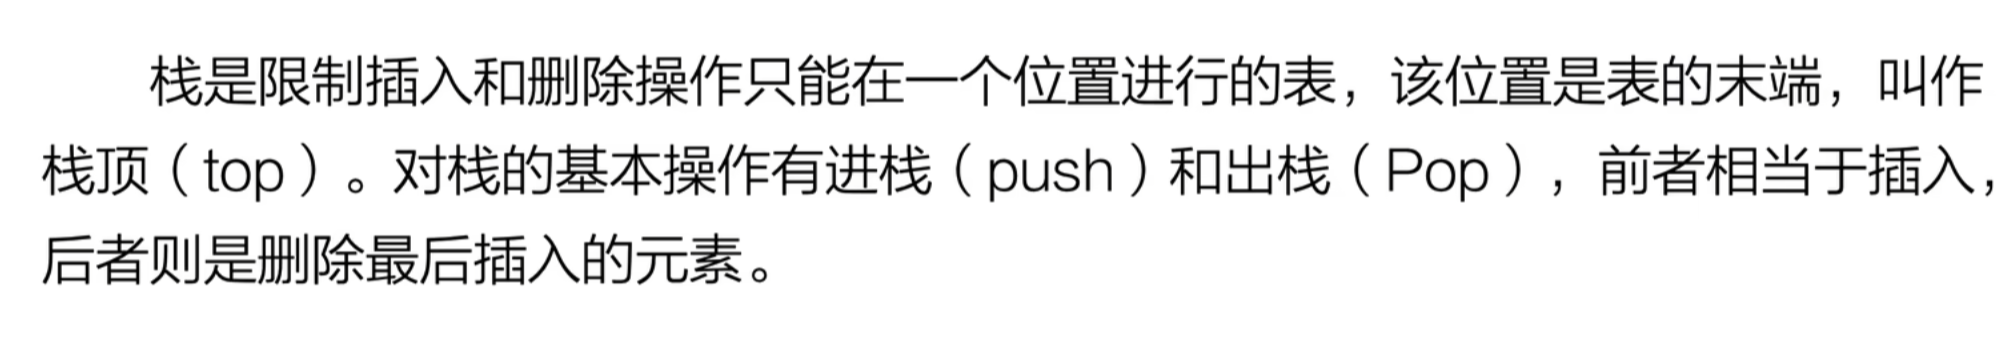 栈是限制插入和删除操作只能在一个位置进行的表，该位置是表的末端，叫作
栈顶（top）。对栈的基本操作有进栈（push）和出栈（Pop），前者相当于插入，
后者则是删除最后插入的元素。